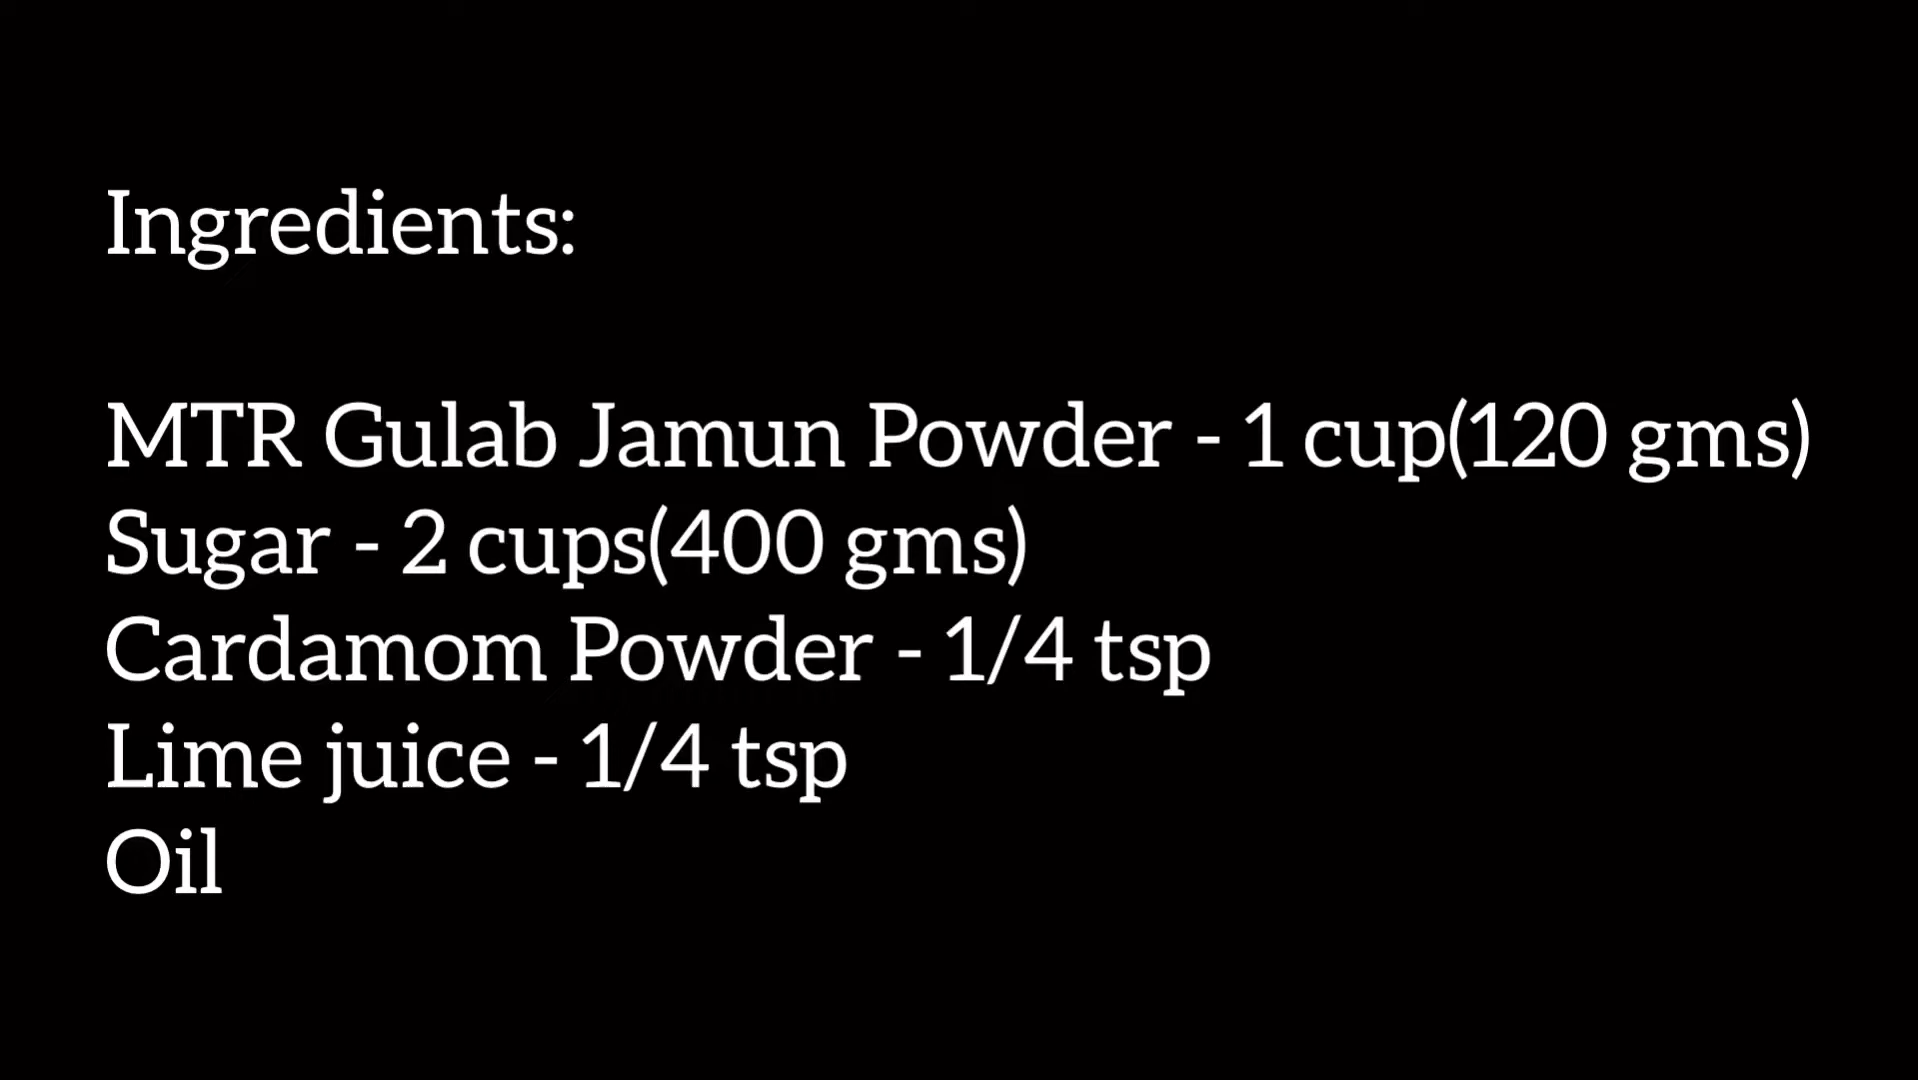 Ingredients:
MTR Gulab Jamun Powder - 1 cup(120 gms)
Sugar - 2 cups(400 gms)
Cardamom Powder - 1/4 tsp
Lime juice - 1/4 tsp
Oil